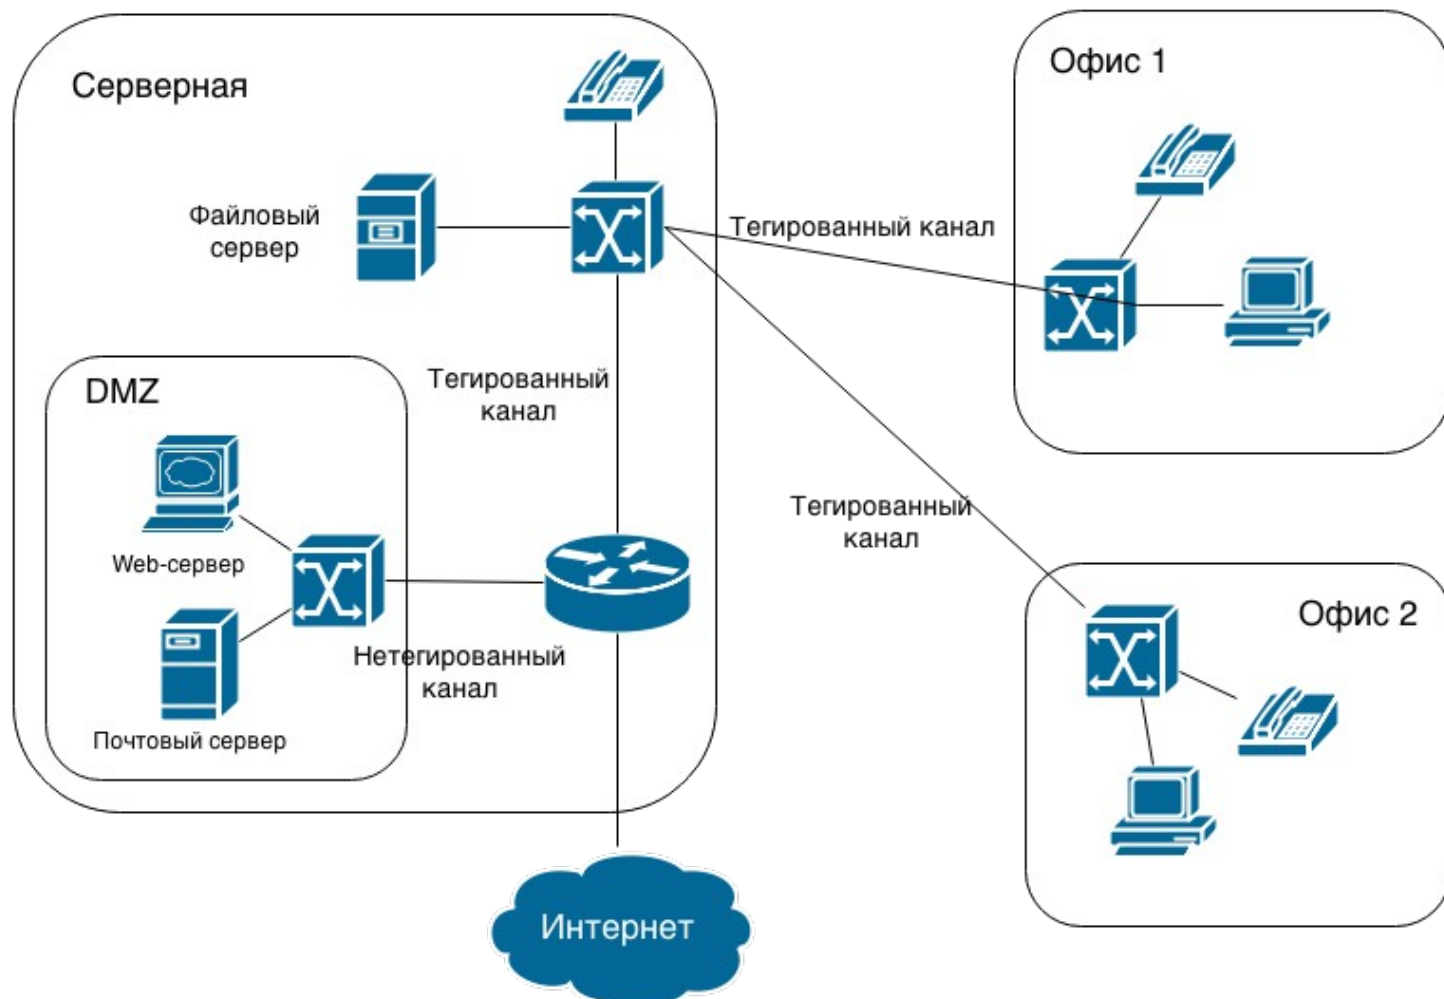 Серверная
Офис 1
Файловый
сервер
Тегированный канал
Тегированный
канал
DMZ
Web-сервер
Почтовый сервер
Нетегированный
канал
Тегированный
канал
Офис 2
Интернет